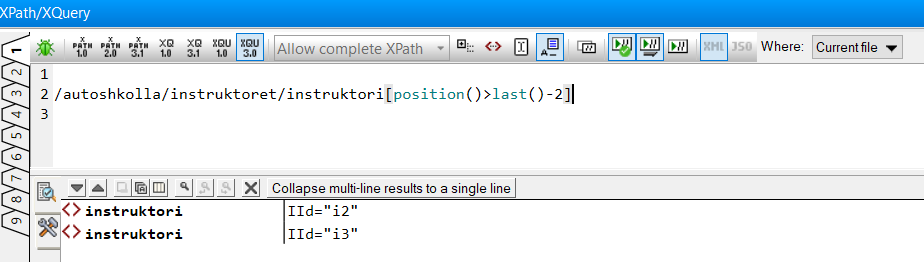 XPath/XQuery
XPATH 1.0 XPATH 2.0 XPATH 3.1 XQ 1.0 XQ 3.1 XQU 1.0 XQU 3.0 Allow complete XPath XML JSO Where: Current file
1 2 3 4 5 6 7 8 9
1
2 /autoshkolla/instruktoret/instruktori[position()>last()-2]
3
Collapse multi-line results to a single line
<> instruktori IId="i2"
<> instruktori IId="i3"